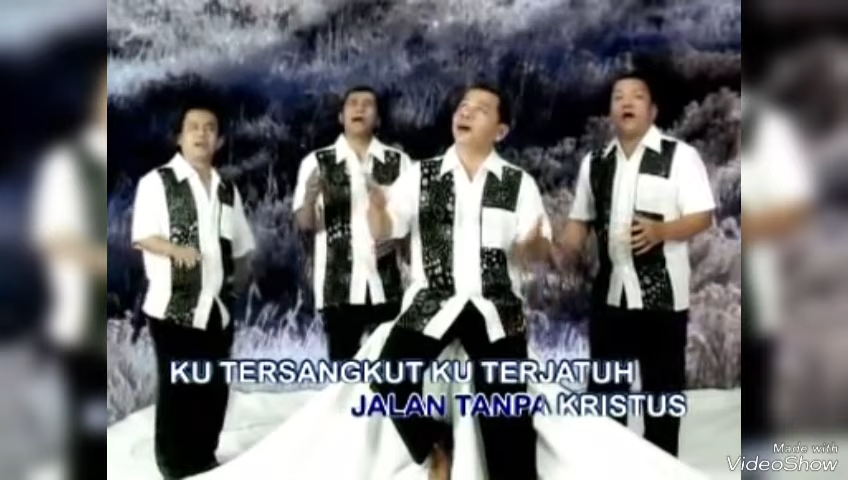 KU TERSANGKUT KU TERJATUH
JALAN TANPA KRISTUS
Made with
VideoShow